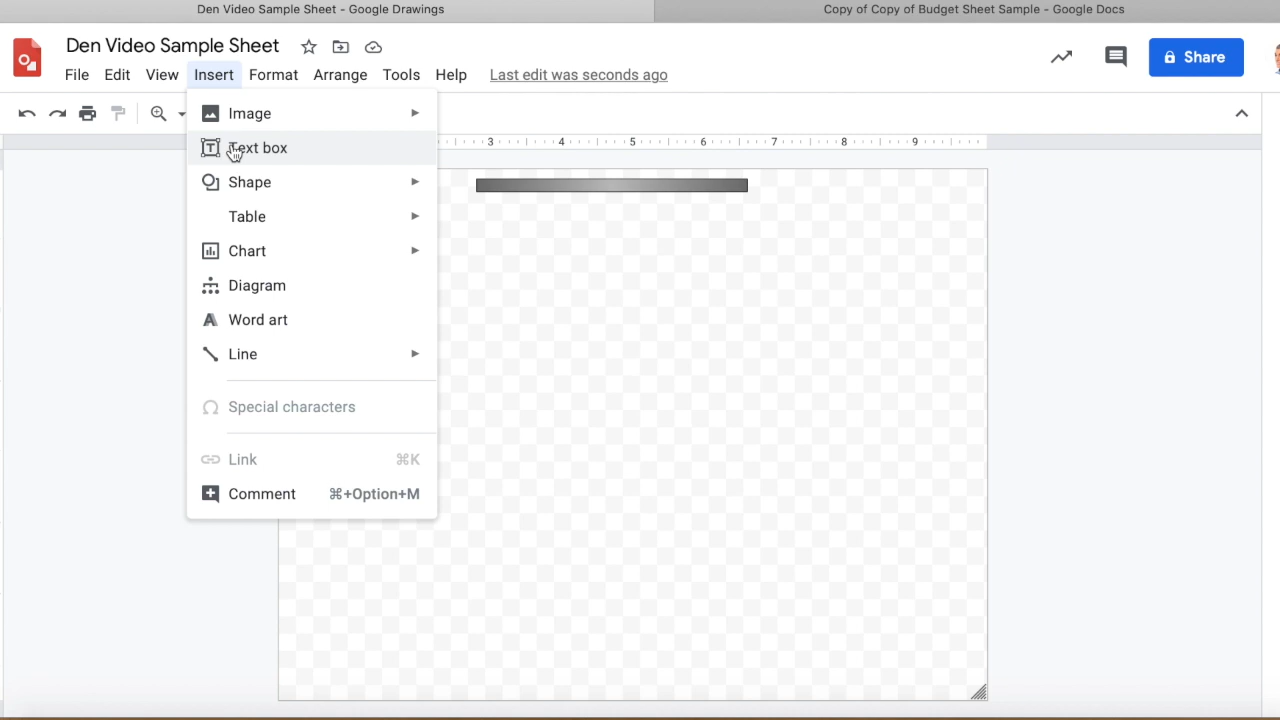 Den Video Sample Sheet - Google Drawings
Copy of Copy of Budget Sheet Sample - Google Docs
Den Video Sample Sheet
File Edit View Insert Format Arrange Tools Help Last edit was seconds ago
Share
Image
Text box
Shape
Table
Chart
Diagram
Word art
Line
Special characters
Link ⌘K
Comment ⌘+Option+M
3 4 5 6 7 8 9